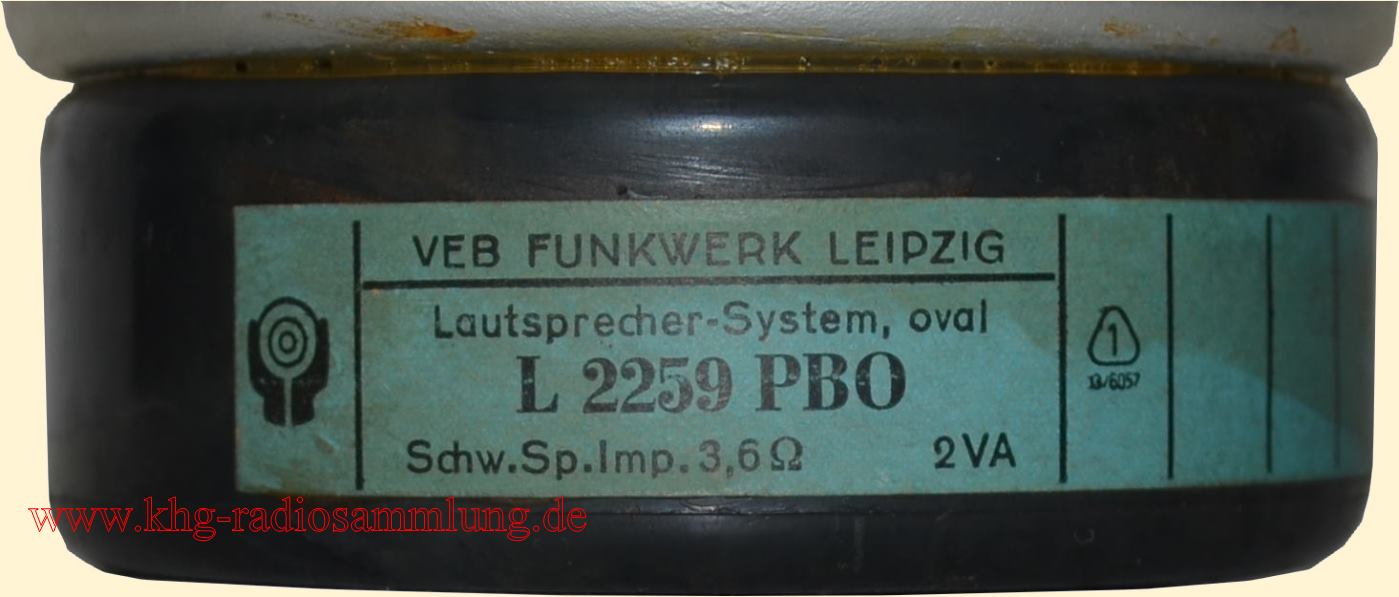 VEB FUNKWERK LEIPZIG
Lautsprecher-System, oval
L 2259 PBO
Schw.Sp.Imp. 3,6Ω 2VA
1
13/6057
www.khg-radiosammlung.de